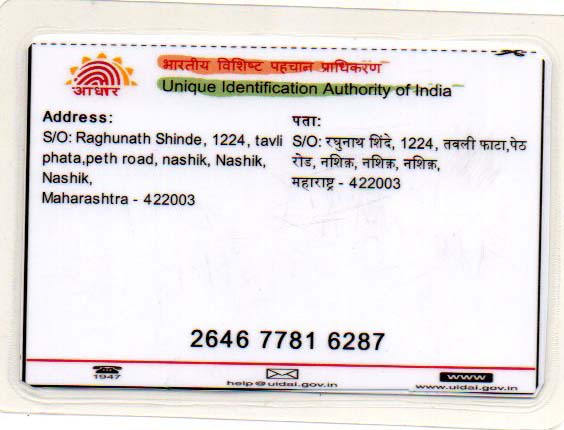 भारतीय विशिष्ट पहचान प्राधिकरण
Unique Identification Authority of India
आधार
Address:
S/O: Raghunath Shinde, 1224, tavli
phata,peth road, nashik, Nashik,
Nashik,
Maharashtra - 422003
पता:
S/O: रघुनाथ शिंदे, 1224, तवली फाटा,पेठ
रोड, नशिक़, नशिक़, नशिक़,
महाराष्ट्र - 422003
2646 7781 6287
1947
help@uidai.gov.in
www
www.uidai.gov.in